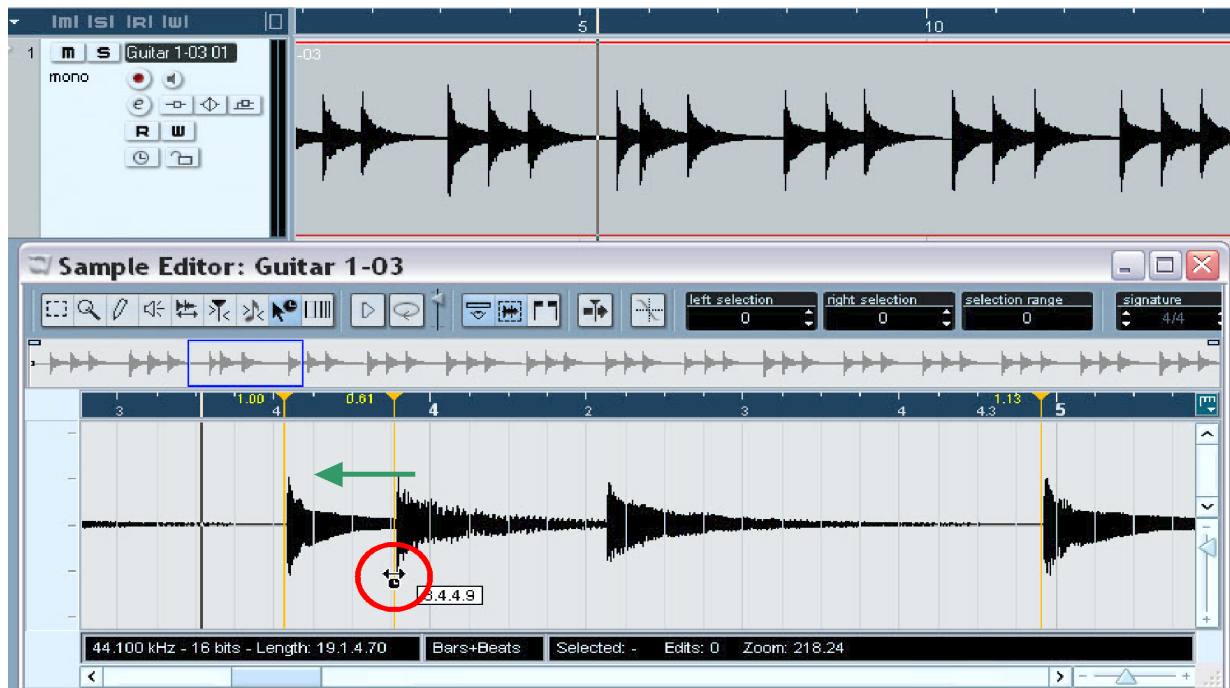 |m| |S| |R| |W|
5 10
1 m S Guitar 1-03 01
-03
mono
e
R W
Sample Editor: Guitar 1-03
left selection right selection selection range signature
0 0 0 4/4
1.00 0.61 1.13
3 4 4 2 3 4 4.3 5
3.4.4.9
44.100 kHz - 16 bits - Length: 19.1.4.70 Bars+Beats Selected: - Edits: 0 Zoom: 218.24